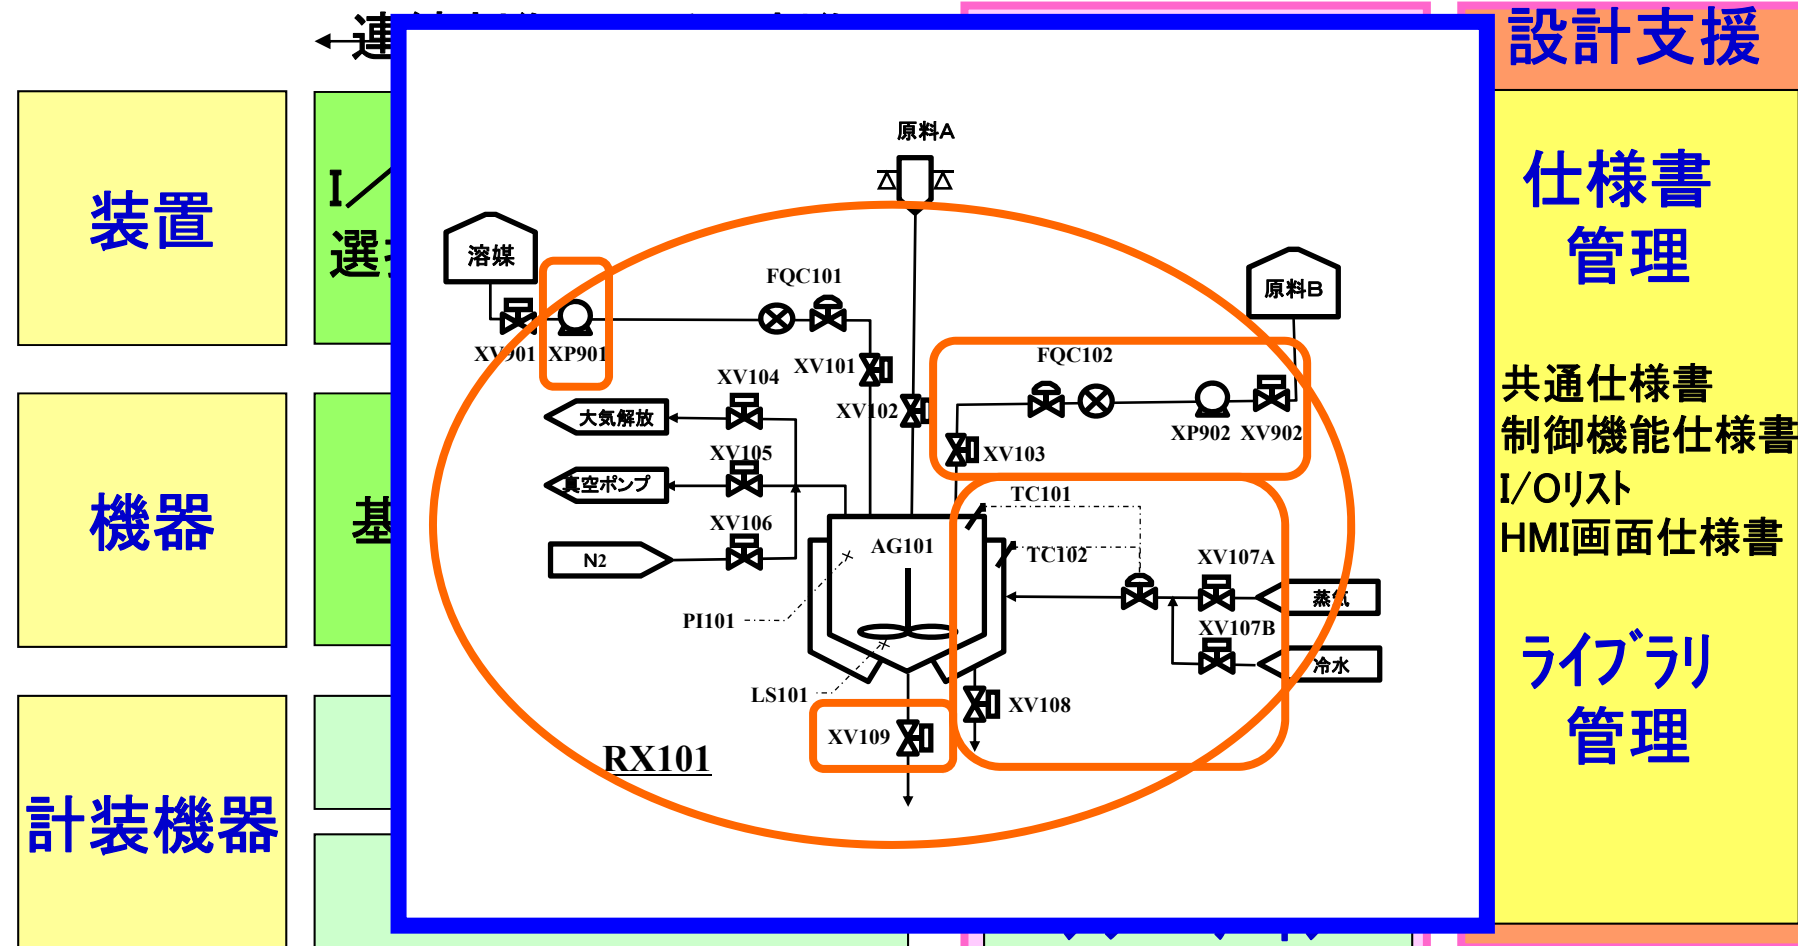 設計支援
装置
機器
計装機器
I／
選
基
連
原料A
溶媒
FQC101
原料B
XV901
XP901
XV101
FQC102
XV104
XV102
大気解放
XP902
XV902
XV105
XV103
真空ポンプ
TC101
XV106
AG101
TC102
XV107A
N2
蒸気
PI101
XV107B
冷水
LS101
XV108
XV109
RX101
仕様書
管理
共通仕様書
制御機能仕様書
I/Oリスト
HMI画面仕様書
ライブラリ
管理